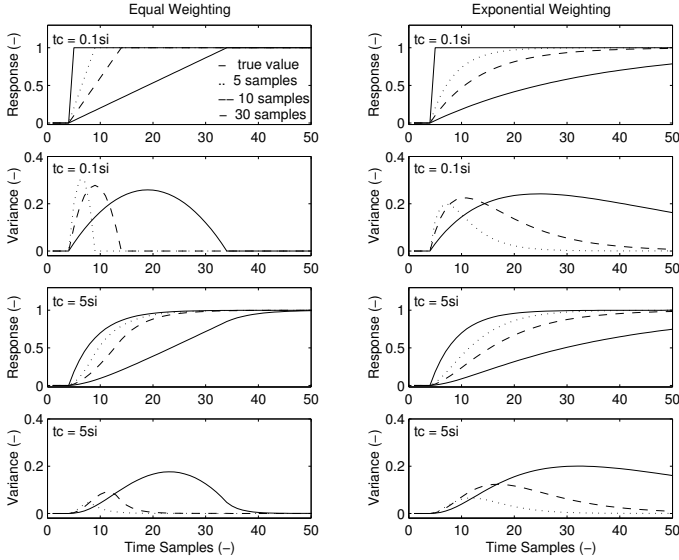 Equal Weighting
tc = 0.1si
– true value
·· 5 samples
–– 10 samples
– 30 samples
Response (–)
1
0.5
0
0 10 20 30 40 50
tc = 0.1si
Variance (–)
0.4
0.2
0
0 10 20 30 40 50
tc = 5si
Response (–)
1
0.5
0
0 10 20 30 40 50
tc = 5si
Variance (–)
0.4
0.2
0
0 10 20 30 40 50
Time Samples (–)
Exponential Weighting
tc = 0.1si
Response (–)
1
0.5
0
0 10 20 30 40 50
tc = 0.1si
Variance (–)
0.4
0.2
0
0 10 20 30 40 50
tc = 5si
Response (–)
1
0.5
0
0 10 20 30 40 50
tc = 5si
Variance (–)
0.4
0.2
0
0 10 20 30 40 50
Time Samples (–)